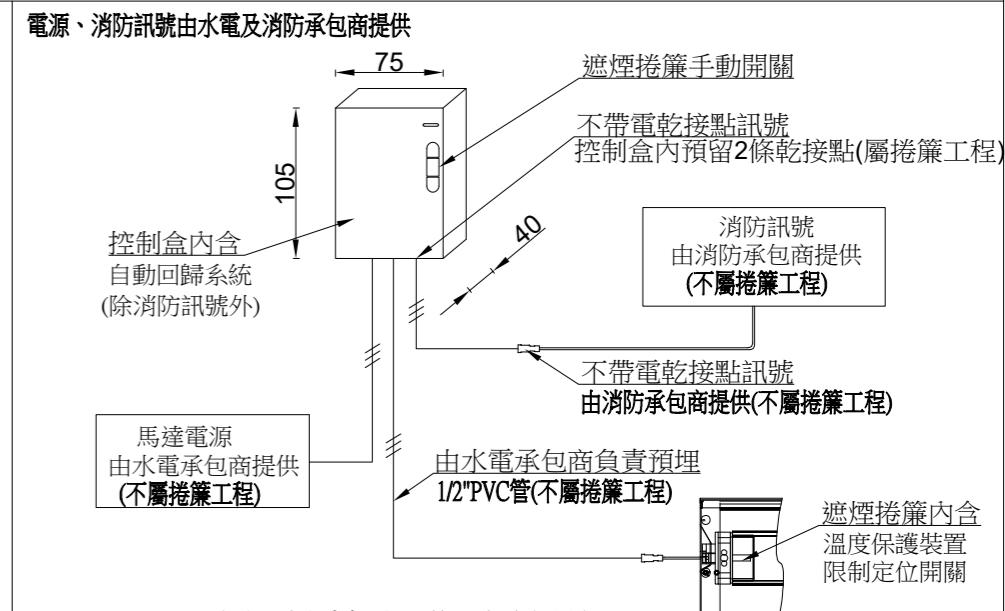 電源、消防訊號由水電及消防承包商提供
75
遮煙捲簾手動開關
不帶電乾接點訊號
控制盒內預留2條乾接點(屬捲簾工程)
105
40
消防訊號
由消防承包商提供
(不屬捲簾工程)
控制盒內含
自動回歸系統
(除消防訊號外)
不帶電乾接點訊號
由消防承包商提供(不屬捲簾工程)
馬達電源
由水電承包商提供
(不屬捲簾工程)
由水電承包商負責預埋
1/2"PVC管(不屬捲簾工程)
遮煙捲簾內含
溫度保護裝置
限制定位開關